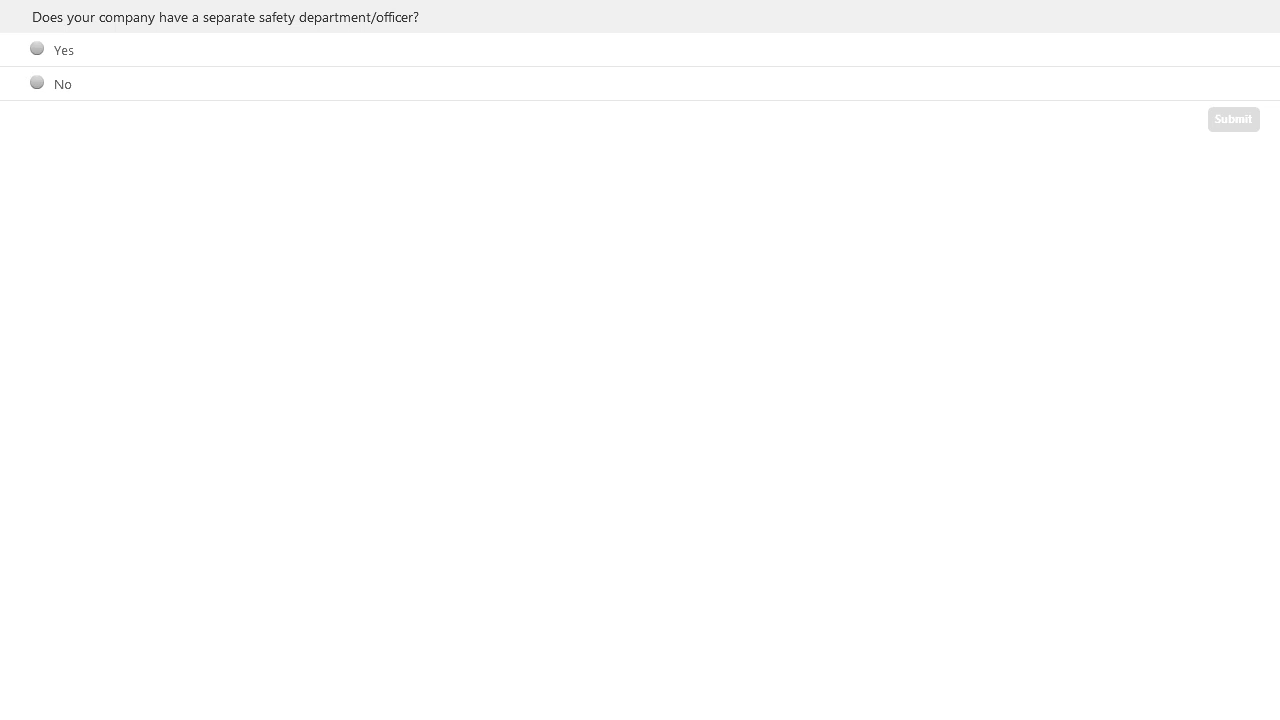 Does your company have a separate safety department/officer?
Yes
No
Submit